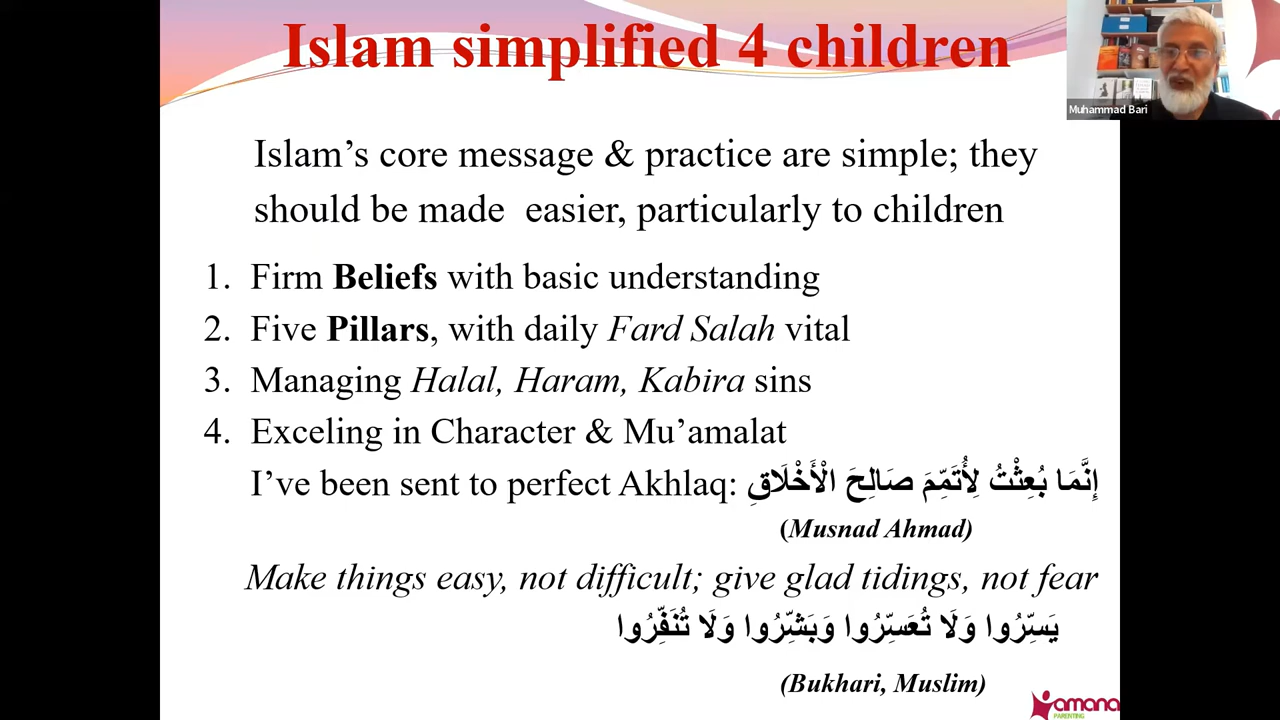 Islam simplified 4 children
Muhammad Bari
Islam’s core message & practice are simple; they
should be made easier, particularly to children
1. Firm Beliefs with basic understanding
2. Five Pillars, with daily Fard Salah vital
3. Managing Halal, Haram, Kabira sins
4. Exceling in Character & Mu’amalat
I’ve been sent to perfect Akhlaq: إِنَّمَا بُعِثْتُ لِأُتَمِّمَ صَالِحَ الْأَخْلَاقِ
(Musnad Ahmad)
Make things easy, not difficult; give glad tidings, not fear
يَسِّرُوا وَلَا تُعَسِّرُوا وَبَشِّرُوا وَلَا تُنَفِّرُوا
(Bukhari, Muslim)
amana
PARENTING